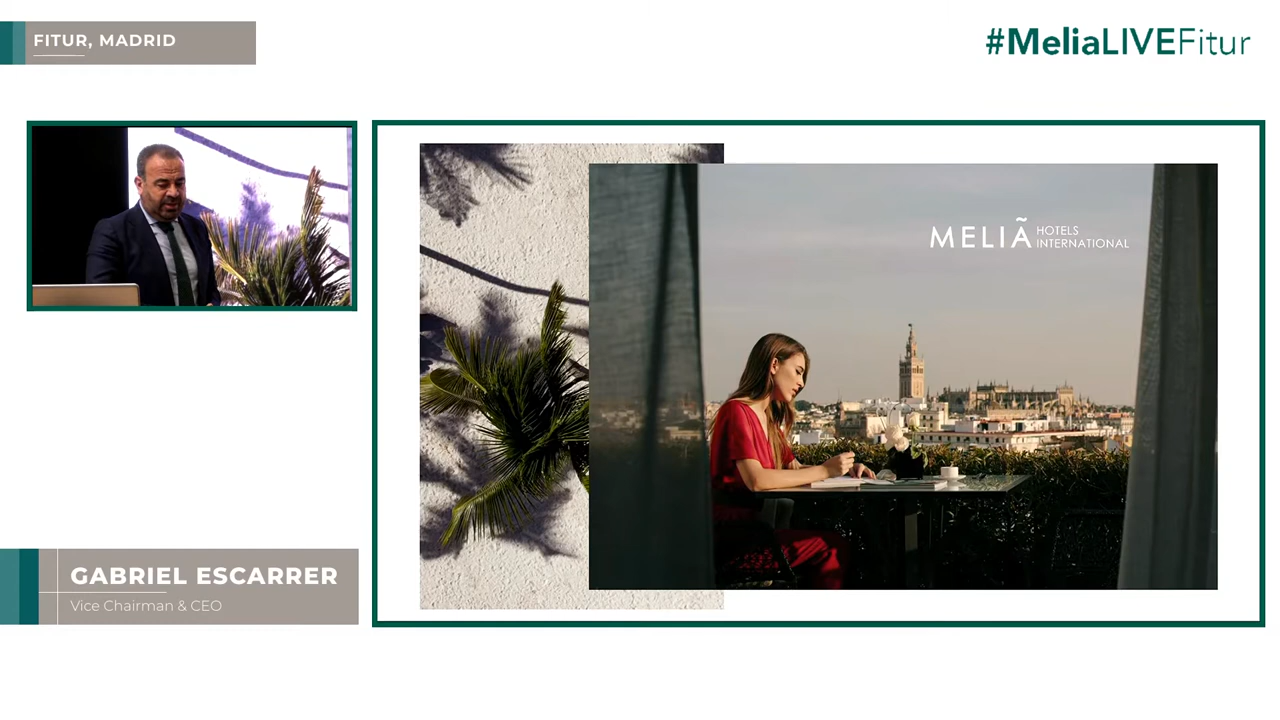 FITUR, MADRID
#MeliaLIVEFitur
MELIÃ HOTELS
INTERNATIONAL
GABRIEL ESCARRER
Vice Chairman & CEO